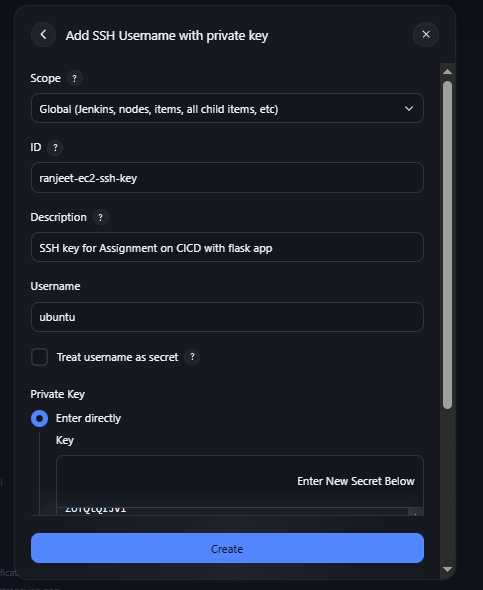 Add SSH Username with private key
Scope ?
Global (Jenkins, nodes, items, all child items, etc)
ID ?
ranjeet-ec2-ssh-key
Description ?
SSH key for Assignment on CICD with flask app
Username
ubuntu
Treat username as secret ?
Private Key
Enter directly
Key
Enter New Secret Below
Create